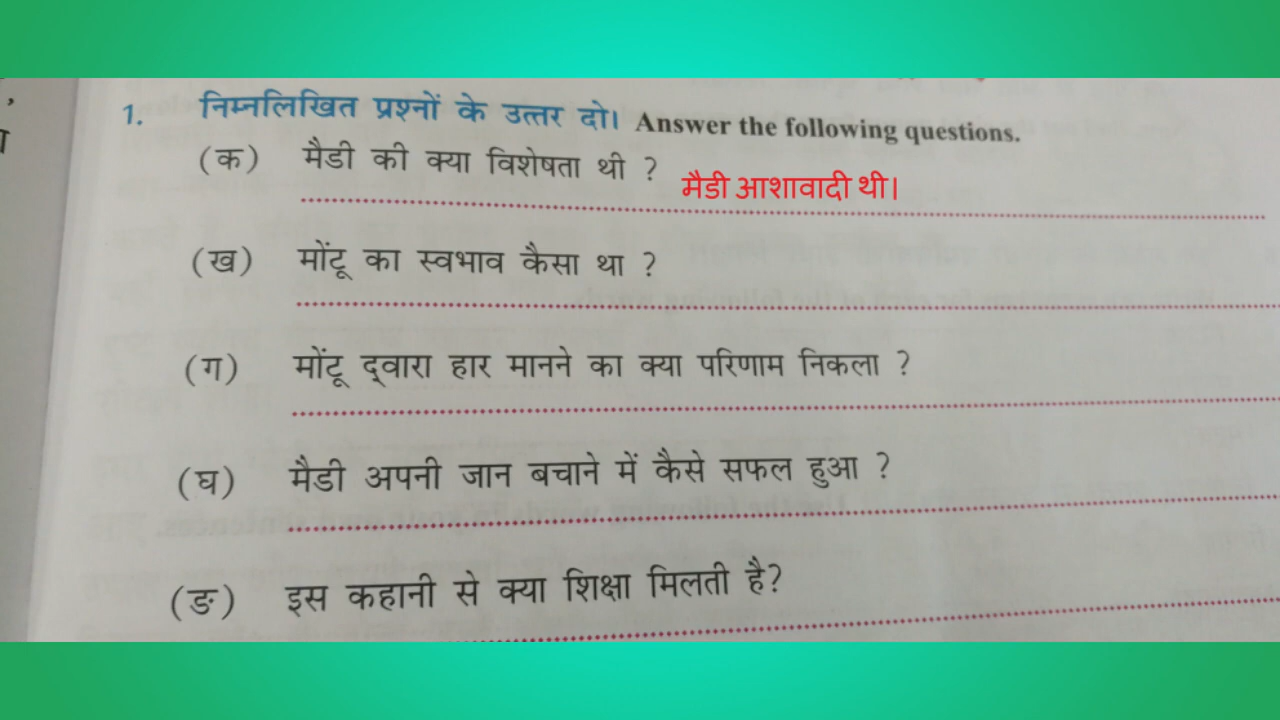 1. निम्नलिखित प्रश्नों के उत्तर दो। Answer the following questions.
(क) मैडी की क्या विशेषता थी ?
मैडी आशावादी थी।
(ख) मोंटू का स्वभाव कैसा था ?
(ग) मोंटू द्वारा हार मानने का क्या परिणाम निकला ?
(घ) मैडी अपनी जान बचाने में कैसे सफल हुआ ?
(ङ) इस कहानी से क्या शिक्षा मिलती है?